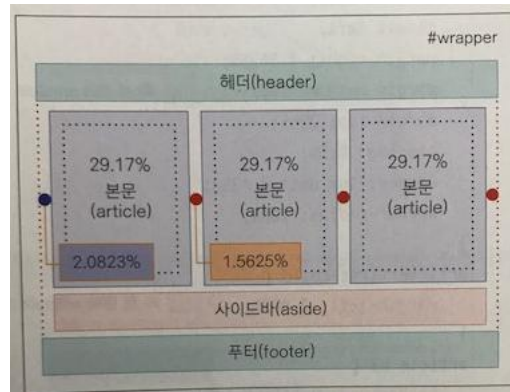 #wrapper
헤더(header)
29.17%
본문
(article)
29.17%
본문
(article)
29.17%
본문
(article)
2.0823%
1.5625%
사이드바(aside)
푸터(footer)